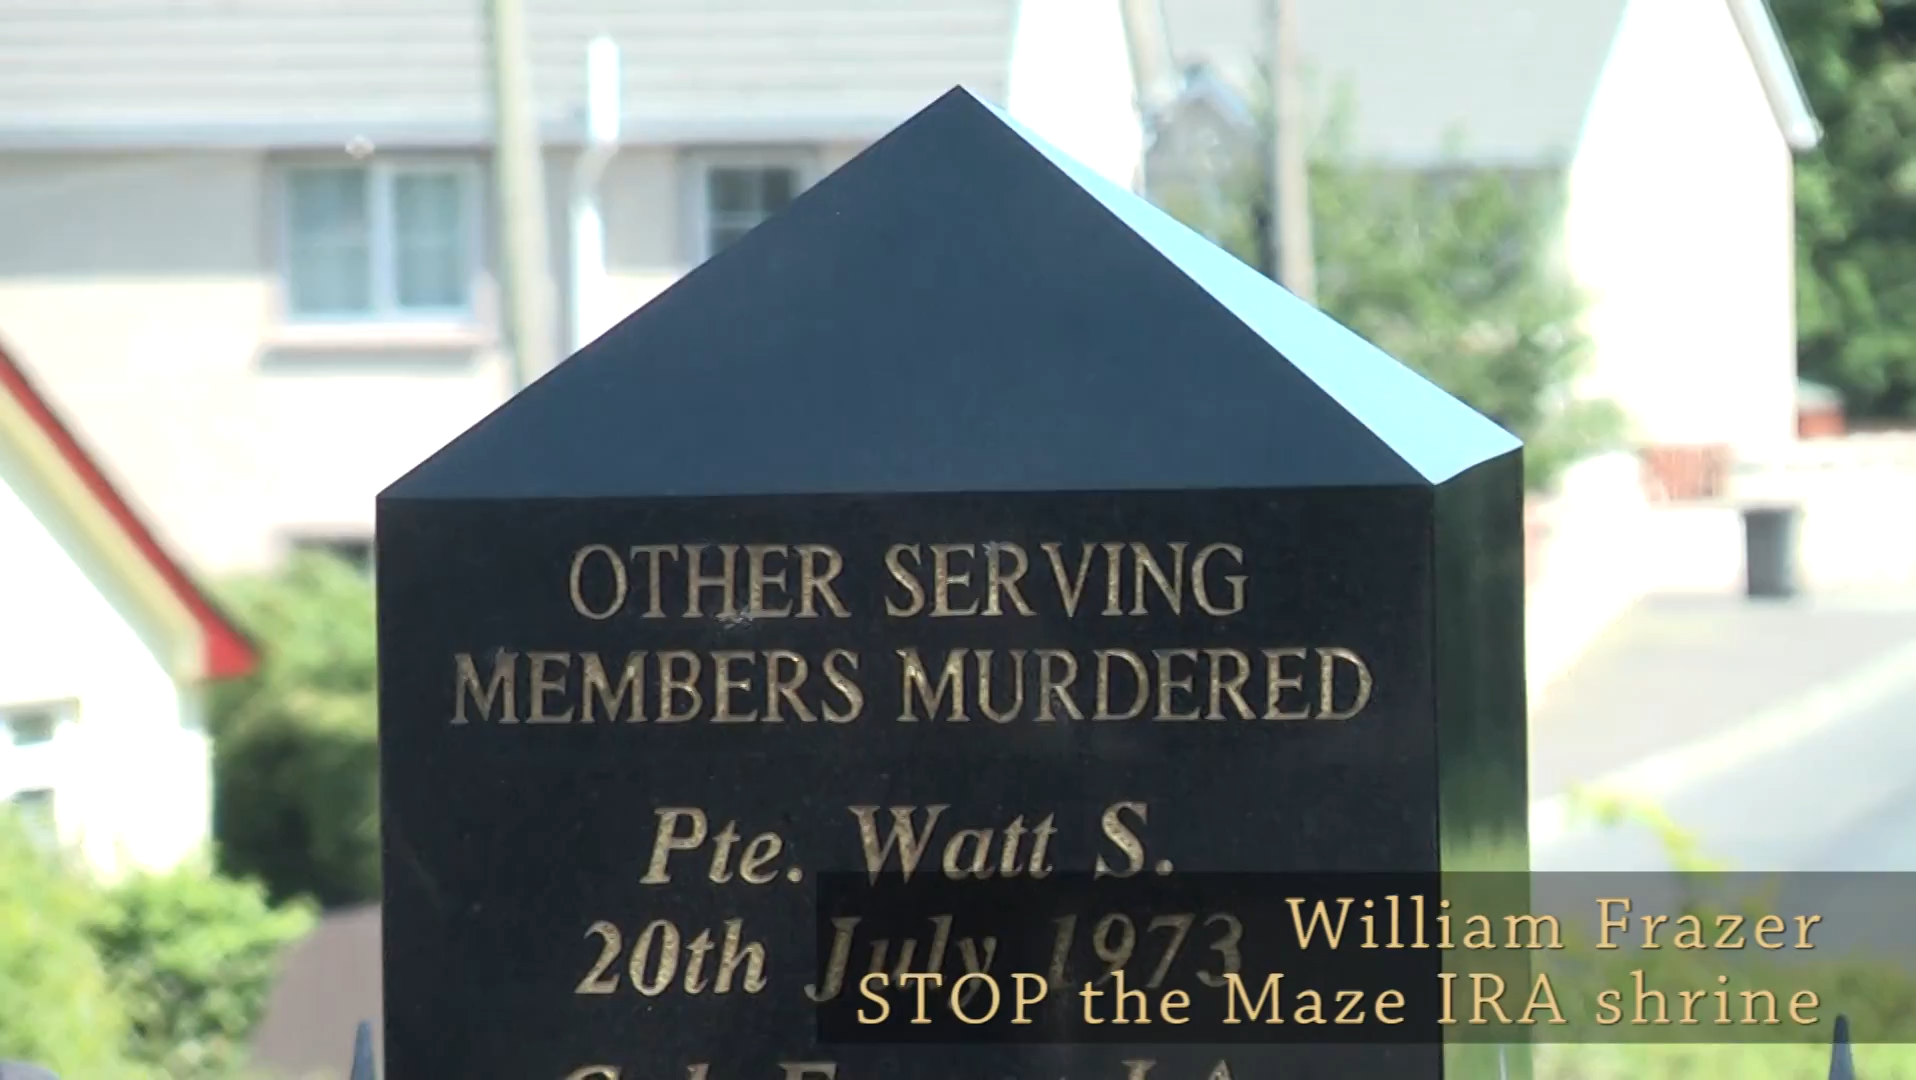 OTHER SERVING
MEMBERS MURDERED
Pte. Watt S.
20th July 1973
William Frazer
STOP the Maze IRA shrine